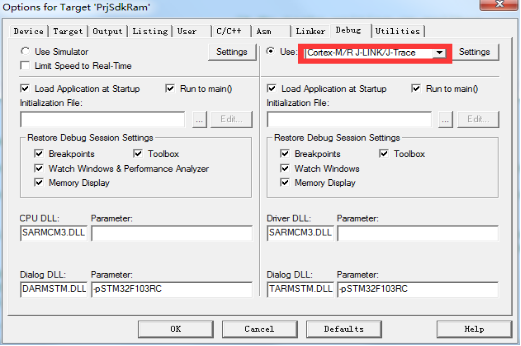 Options for Target 'PrjSdkRam'
Device Target Output Listing User C/C++ Asm Linker Debug Utilities
Use Simulator
Settings
Limit Speed to Real-Time
Use: Cortex-M/R J-LINK/J-Trace
Settings
Load Application at Startup
Run to main()
Initialization File:
...
Edit...
Load Application at Startup
Run to main()
Initialization File:
...
Edit...
Restore Debug Session Settings
Breakpoints
Toolbox
Watch Windows & Performance Analyzer
Memory Display
Restore Debug Session Settings
Breakpoints
Toolbox
Watch Windows
Memory Display
CPU DLL: Parameter:
SARMCM3.DLL
Driver DLL: Parameter:
SARMCM3.DLL
Dialog DLL: Parameter:
DARMSTM.DLL -pSTM32F103RC
Dialog DLL: Parameter:
TARMSTM.DLL -pSTM32F103RC
OK
Cancel
Defaults
Help